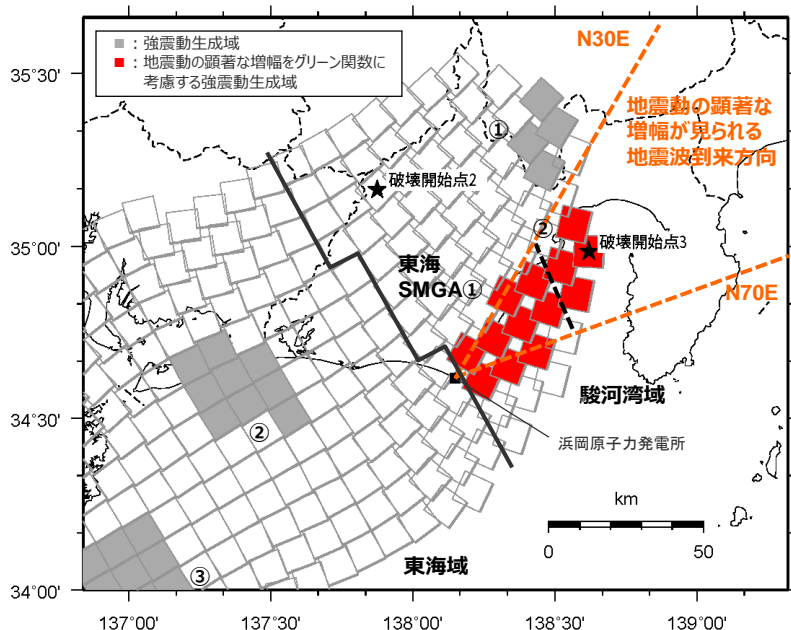 ■：強震動生成域
■：地震動の顕著な増幅をグリーン関数に
考慮する強震動生成域
N30E
35°30'
地震動の顕著な
増幅が見られる
地震波到来方向
①
破壊開始点2
②
35°00'
破壊開始点3
東海
SMGA①
N70E
駿河湾域
34°30'
②
浜岡原子力発電所
km
0
50
東海域
③
34°00'
137°00'
137°30'
138°00'
138°30'
139°00'